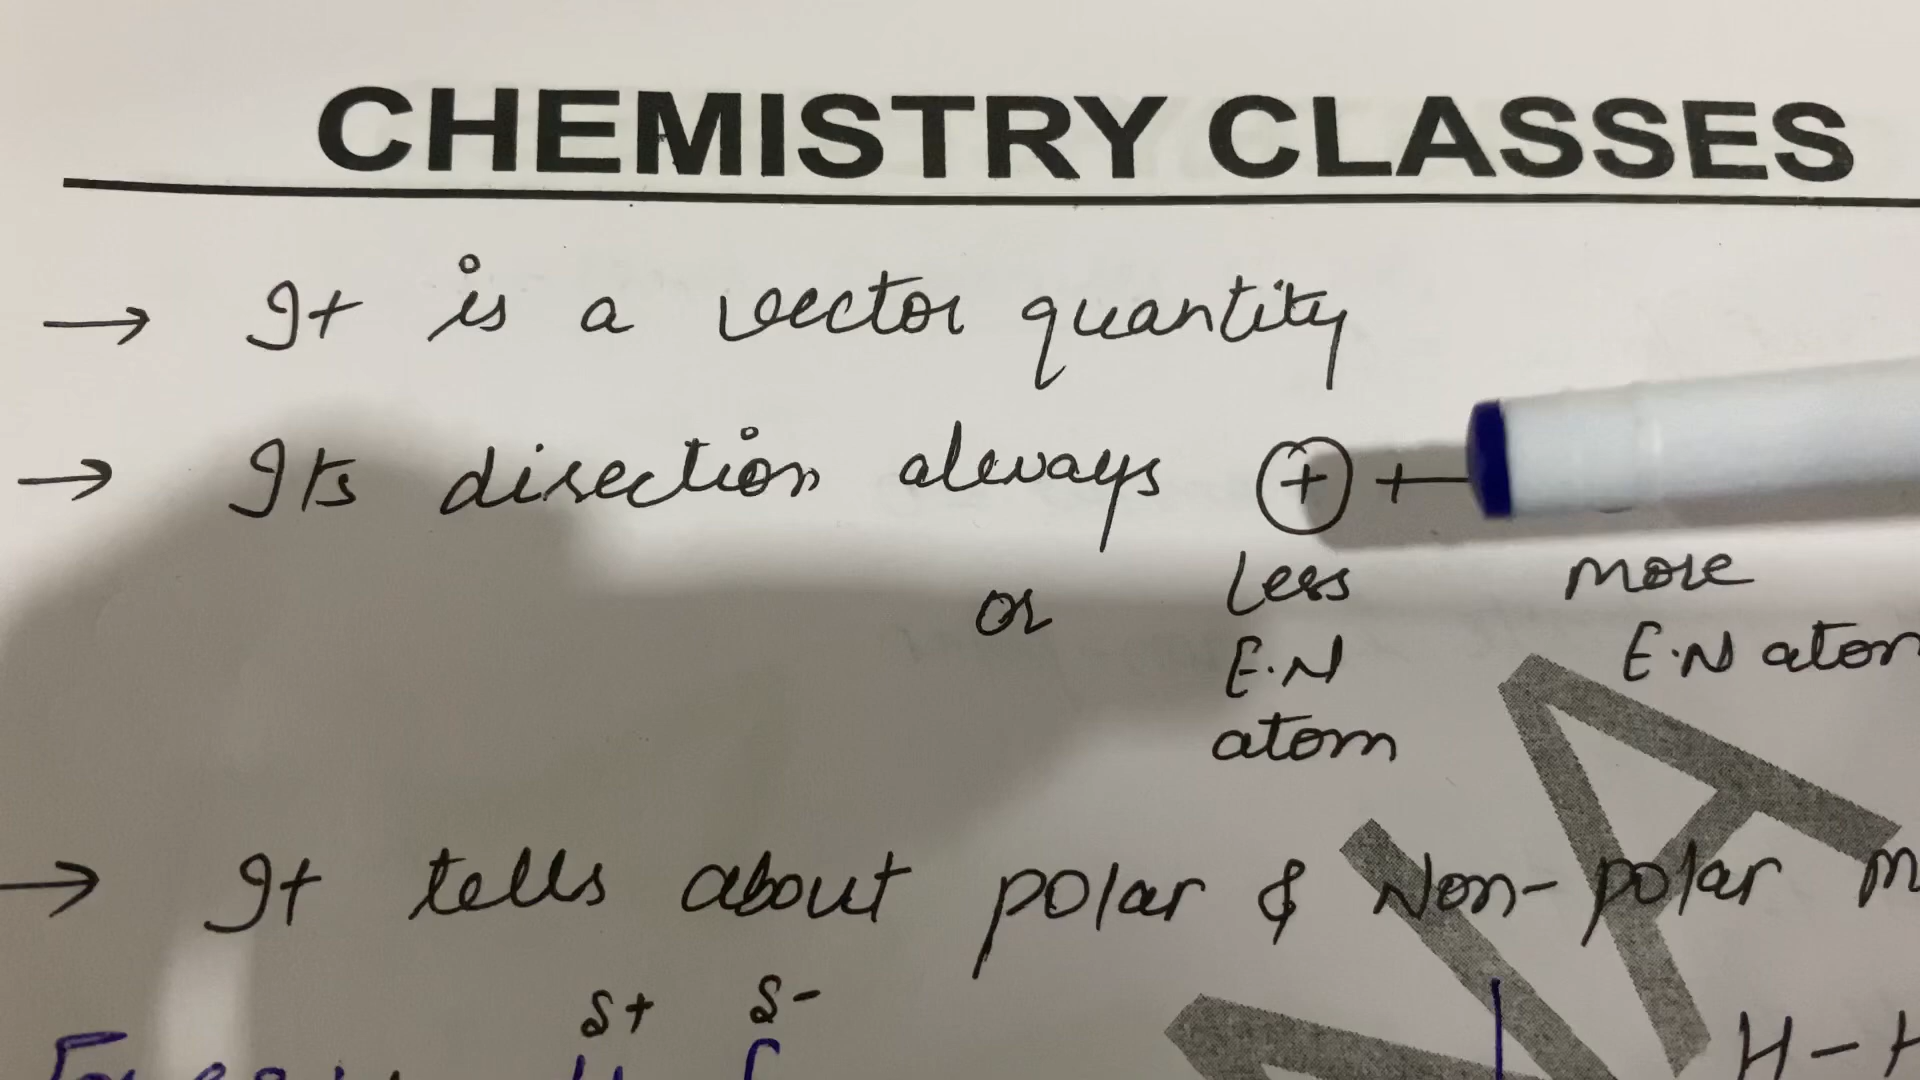 CHEMISTRY CLASSES
→ It is a vector quantity
→ Its direction always (+) +—
or Less more
E.N E.N atom
atom
→ It tells about polar & Non-polar m
δ+ δ-
H-H